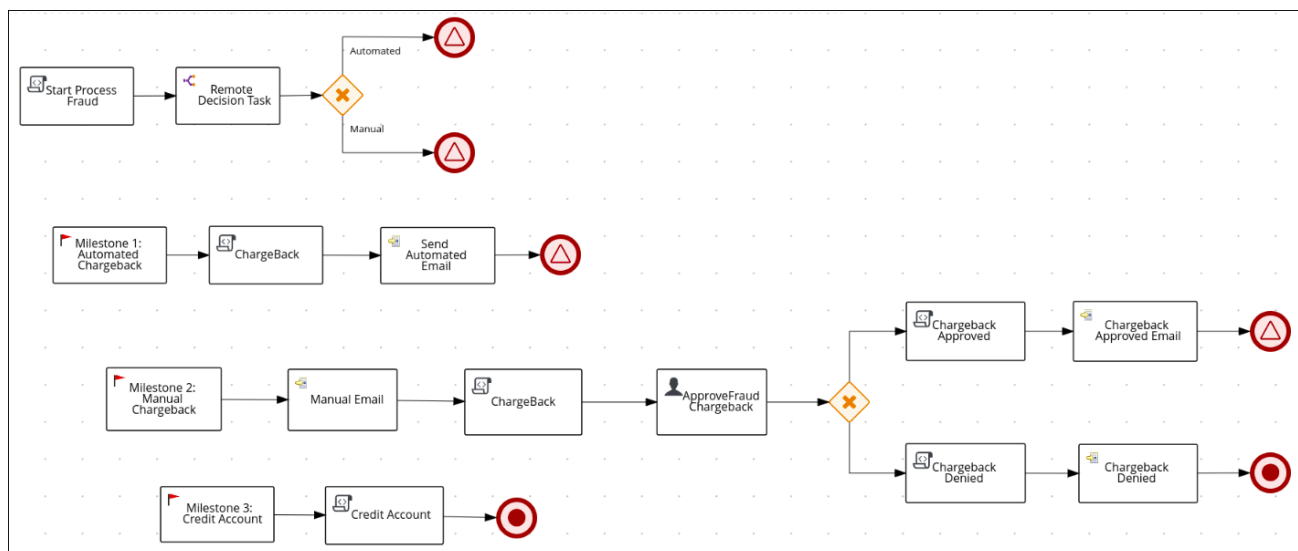 Automated
Start Process
Fraud
Remote
Decision Task
Manual
Milestone 1:
Automated
Chargeback
ChargeBack
Send
Automated
Email
Chargeback
Approved
Chargeback
Approved Email
Milestone 2:
Manual
Chargeback
Manual Email
ChargeBack
ApproveFraud
Chargeback
Chargeback
Denied
Chargeback
Denied
Milestone 3:
Credit Account
Credit Account